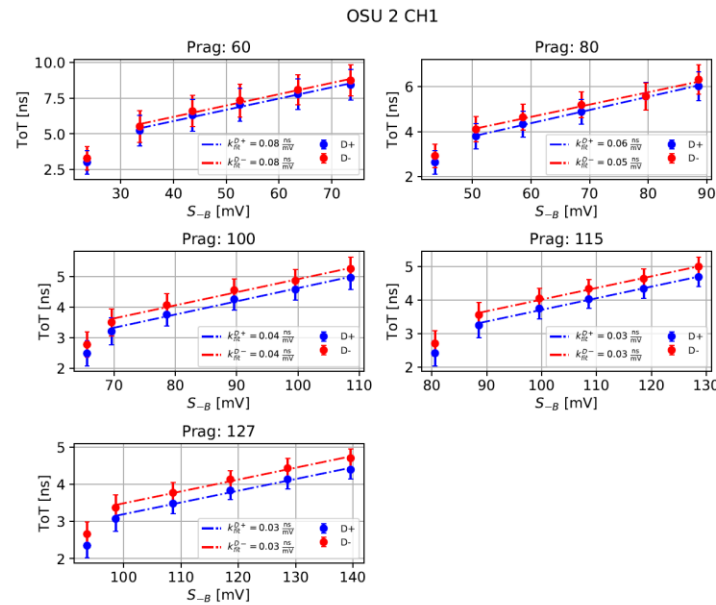 OSU 2 CH1
Prag: 60
ToT [ns]
10.0
7.5
5.0
2.5
k_fit^{D+} = 0.08 ns/mV
k_fit^{D−} = 0.08 ns/mV
D+
D-
30 40 50 60 70
S_{−B} [mV]
Prag: 80
ToT [ns]
6
4
2
k_fit^{D+} = 0.06 ns/mV
k_fit^{D−} = 0.05 ns/mV
D+
D-
50 60 70 80 90
S_{−B} [mV]
Prag: 100
ToT [ns]
5
4
3
2
k_fit^{D+} = 0.04 ns/mV
k_fit^{D−} = 0.04 ns/mV
D+
D-
70 80 90 100 110
S_{−B} [mV]
Prag: 115
ToT [ns]
5
4
3
2
k_fit^{D+} = 0.03 ns/mV
k_fit^{D−} = 0.03 ns/mV
D+
D-
80 90 100 110 120 130
S_{−B} [mV]
Prag: 127
ToT [ns]
5
4
3
2
k_fit^{D+} = 0.03 ns/mV
k_fit^{D−} = 0.03 ns/mV
D+
D-
100 110 120 130 140
S_{−B} [mV]